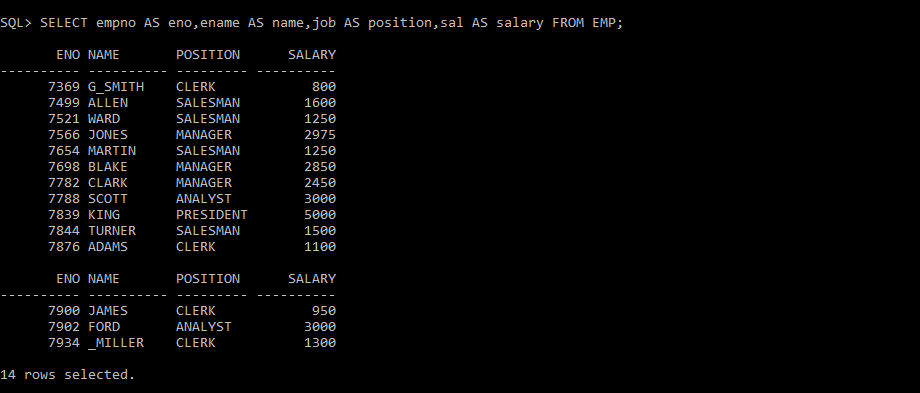 SQL> SELECT empno AS eno,ename AS name,job AS position,sal AS salary FROM EMP;
       ENO NAME       POSITION      SALARY
---------- ---------- --------- ----------
      7369 G_SMITH    CLERK            800
      7499 ALLEN      SALESMAN        1600
      7521 WARD       SALESMAN        1250
      7566 JONES      MANAGER         2975
      7654 MARTIN     SALESMAN        1250
      7698 BLAKE      MANAGER         2850
      7782 CLARK      MANAGER         2450
      7788 SCOTT      ANALYST         3000
      7839 KING       PRESIDENT       5000
      7844 TURNER     SALESMAN        1500
      7876 ADAMS      CLERK           1100
       ENO NAME       POSITION      SALARY
---------- ---------- --------- ----------
      7900 JAMES      CLERK            950
      7902 FORD       ANALYST         3000
      7934 _MILLER    CLERK           1300
14 rows selected.